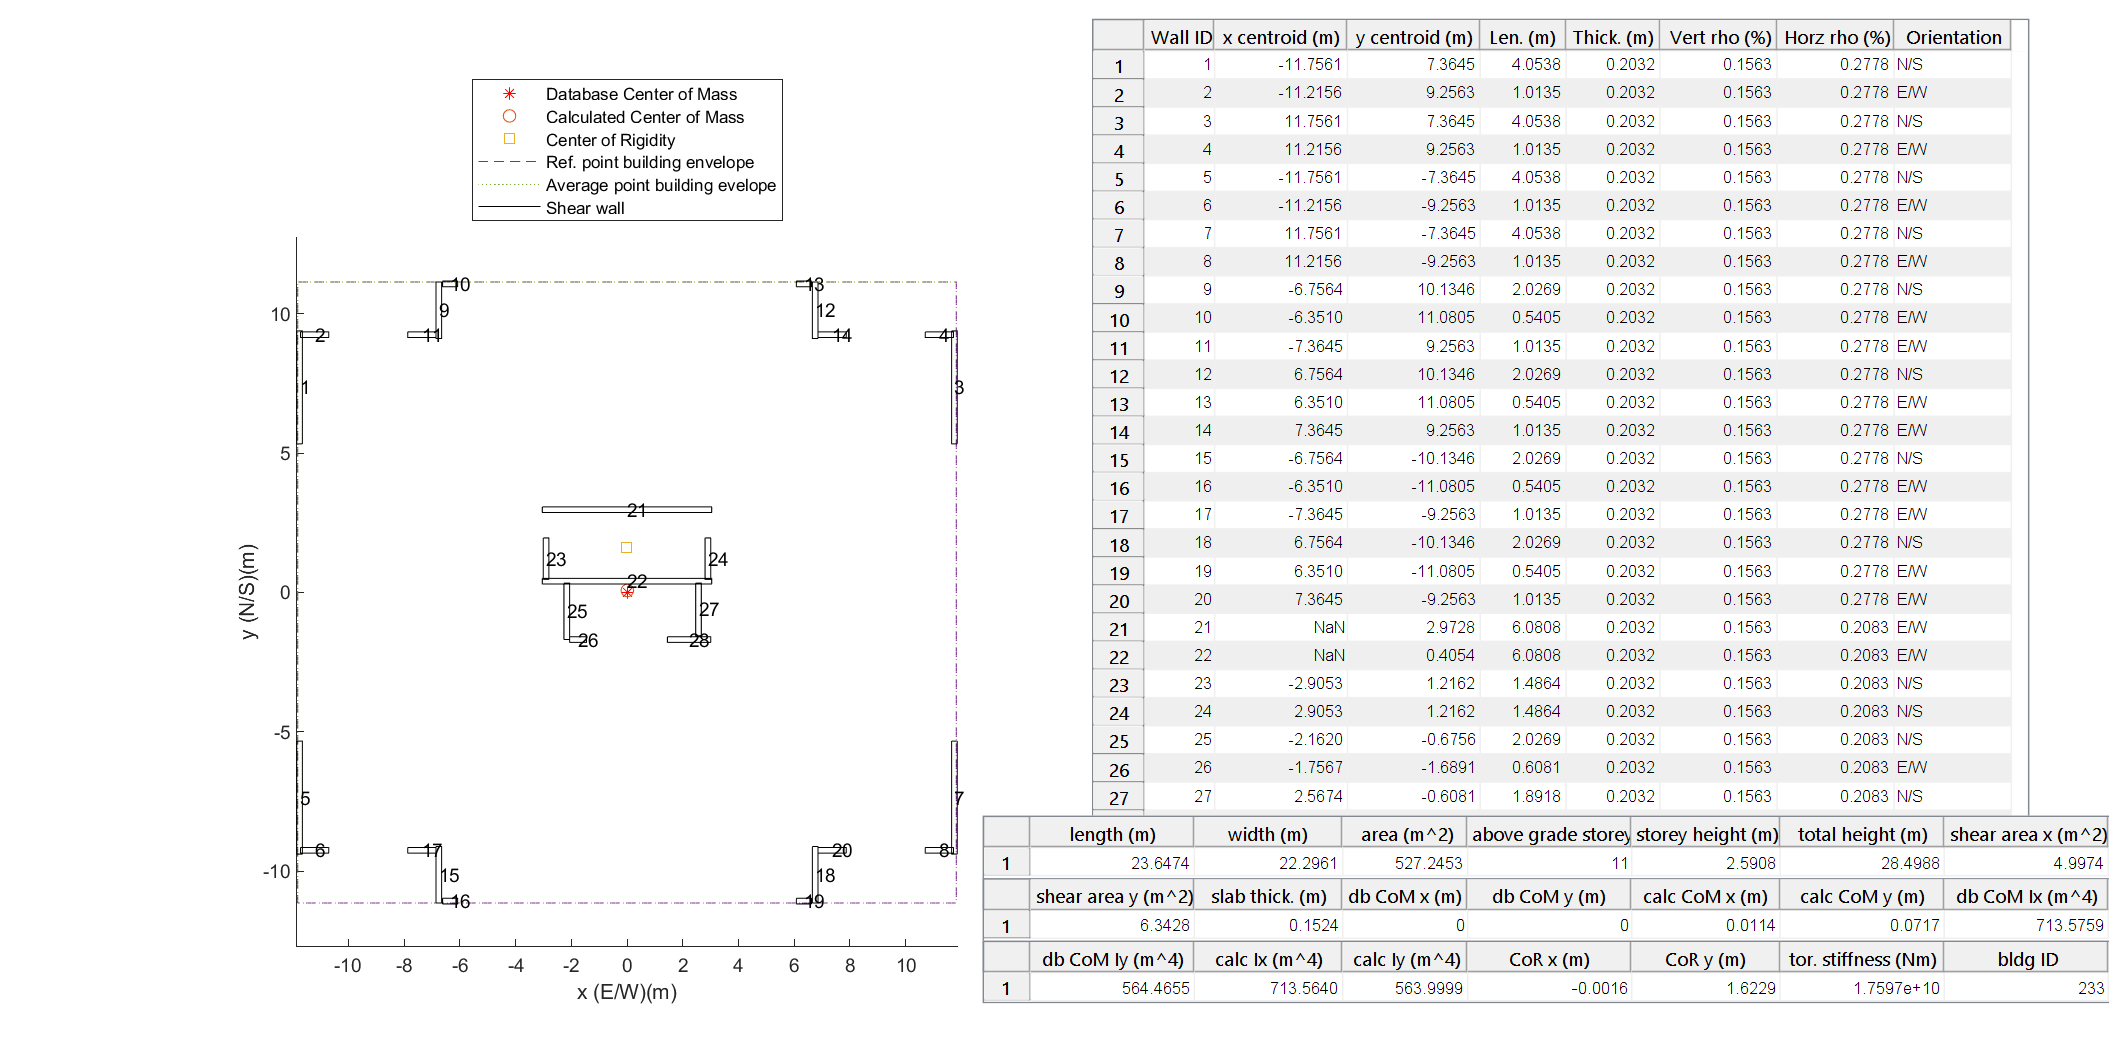 Database Center of Mass
Calculated Center of Mass
Center of Rigidity
Ref. point building envelope
Average point building evelope
Shear wall
10
13
9
12
2
11
14
4
1
3
21
23
24
22
25
27
26
28
5
7
6
17
20
8
15
18
16
19
10
5
0
-5
-10
y (N/S)(m)
-10 -8 -6 -4 -2 0 2 4 6 8 10
x (E/W)(m)
Wall ID x centroid (m) y centroid (m) Len. (m) Thick. (m) Vert rho (%) Horz rho (%) Orientation
1 1 -11.7561 7.3645 4.0538 0.2032 0.1563 0.2778 N/S
2 2 -11.2156 9.2563 1.0135 0.2032 0.1563 0.2778 E/W
3 3 11.7561 7.3645 4.0538 0.2032 0.1563 0.2778 N/S
4 4 11.2156 9.2563 1.0135 0.2032 0.1563 0.2778 E/W
5 5 -11.7561 -7.3645 4.0538 0.2032 0.1563 0.2778 N/S
6 6 -11.2156 -9.2563 1.0135 0.2032 0.1563 0.2778 E/W
7 7 11.7561 -7.3645 4.0538 0.2032 0.1563 0.2778 N/S
8 8 11.2156 -9.2563 1.0135 0.2032 0.1563 0.2778 E/W
9 9 -6.7564 10.1346 2.0269 0.2032 0.1563 0.2778 N/S
10 10 -6.3510 11.0805 0.5405 0.2032 0.1563 0.2778 E/W
11 11 -7.3645 9.2563 1.0135 0.2032 0.1563 0.2778 E/W
12 12 6.7564 10.1346 2.0269 0.2032 0.1563 0.2778 N/S
13 13 6.3510 11.0805 0.5405 0.2032 0.1563 0.2778 E/W
14 14 7.3645 9.2563 1.0135 0.2032 0.1563 0.2778 E/W
15 15 -6.7564 -10.1346 2.0269 0.2032 0.1563 0.2778 N/S
16 16 -6.3510 -11.0805 0.5405 0.2032 0.1563 0.2778 E/W
17 17 -7.3645 -9.2563 1.0135 0.2032 0.1563 0.2778 E/W
18 18 6.7564 -10.1346 2.0269 0.2032 0.1563 0.2778 N/S
19 19 6.3510 -11.0805 0.5405 0.2032 0.1563 0.2778 E/W
20 20 7.3645 -9.2563 1.0135 0.2032 0.1563 0.2778 E/W
21 21 NaN 2.9728 6.0808 0.2032 0.1563 0.2083 E/W
22 22 NaN 0.4054 6.0808 0.2032 0.1563 0.2083 E/W
23 23 -2.9053 1.2162 1.4864 0.2032 0.1563 0.2083 N/S
24 24 2.9053 1.2162 1.4864 0.2032 0.1563 0.2083 N/S
25 25 -2.1620 -0.6756 2.0269 0.2032 0.1563 0.2083 N/S
26 26 -1.7567 -1.6891 0.6081 0.2032 0.1563 0.2083 E/W
27 27 2.5674 -0.6081 1.8918 0.2032 0.1563 0.2083 N/S
length (m) width (m) area (m^2) above grade storey storey height (m) total height (m) shear area x (m^2)
1 23.6474 22.2961 527.2453 11 2.5908 28.4988 4.9974
shear area y (m^2) slab thick. (m) db CoM x (m) db CoM y (m) calc CoM x (m) calc CoM y (m) db CoM Ix (m^4)
1 6.3428 0.1524 0 0 0.0114 0.0717 713.5759
db CoM Iy (m^4) calc Ix (m^4) calc Iy (m^4) CoR x (m) CoR y (m) tor. stiffness (Nm) bldg ID
1 564.4655 713.5640 563.9999 -0.0016 1.6229 1.7597e+10 233